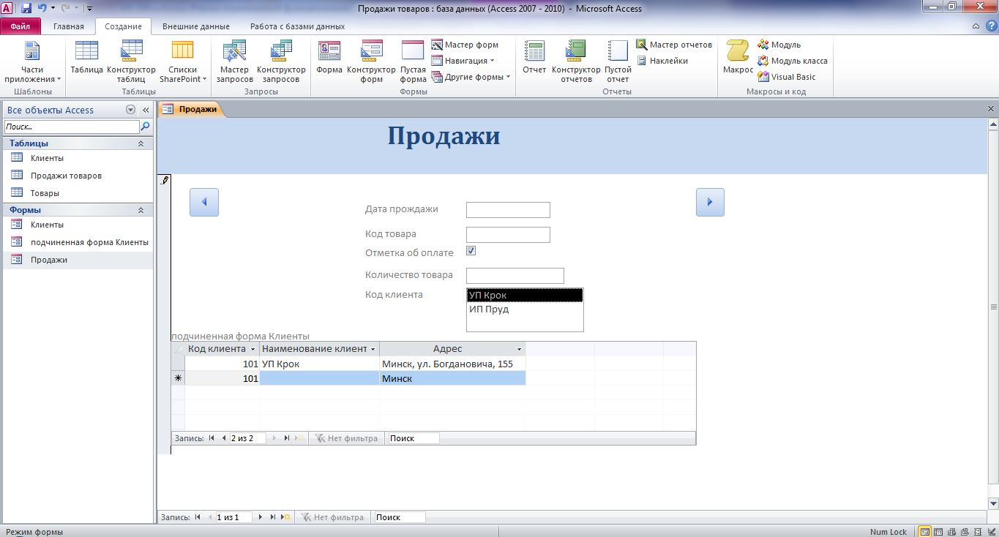 Продажи товаров : база данных (Access 2007 - 2010) - Microsoft Access
Файл Главная Создание Внешние данные Работа с базами данных
Части приложения
Шаблоны
Таблица
Конструктор таблиц
Списки SharePoint
Таблицы
Мастер запросов
Конструктор запросов
Запросы
Форма
Конструктор форм
Пустая форма
Мастер форм
Навигация
Другие формы
Формы
Отчет
Конструктор отчетов
Пустой отчет
Мастер отчетов
Наклейки
Отчеты
Макрос
Модуль
Модуль класса
Visual Basic
Макросы и код
Все объекты Access
Поиск...
Таблицы
Клиенты
Продажи товаров
Товары
Формы
Клиенты
подчиненная форма Клиенты
Продажи
Продажи
Продажи
Дата прождажи
Код товара
Отметка об оплате
Количество товара
Код клиента
УП Крок
ИП Пруд
подчиненная форма Клиенты
Код клиента Наименование клиент Адрес
101 УП Крок Минск, ул. Богдановича, 155
101 Минск
Запись: 2 из 2 Нет фильтра Поиск
Запись: 1 из 1 Нет фильтра Поиск
Режим формы Num Lock